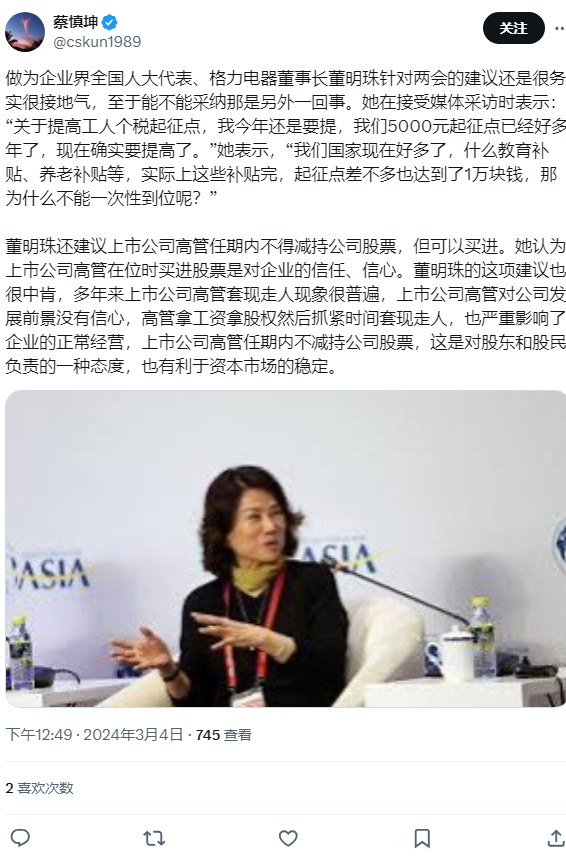 蔡慎坤
@cskun1989
关注
做为企业界全国人大代表、格力电器董事长董明珠针对两会的建议还是很务
实很接地气，至于能不能采纳那是另外一回事。她在接受媒体采访时表示：
“关于提高工人个税起征点，我今年还是要提，我们5000元起征点已经好多
年了，现在确实要提高了。”她表示，“我们国家现在好多了，什么教育补
贴、养老补贴等，实际上这些补贴完，起征点差不多也达到了1万块钱，那
为什么不能一次性到位呢？”
董明珠还建议上市公司高管任期内不得减持公司股票，但可以买进。她认为
上市公司高管在位时买进股票是对企业的信任、信心。董明珠的这项建议也
很中肯，多年来上市公司高管套现走人现象很普遍，上市公司高管对公司发
展前景没有信心，高管拿工资拿股权然后抓紧时间套现走人，也严重影响了
企业的正常经营，上市公司高管任期内不减持公司股票，这是对股东和股民
负责的一种态度，也有利于资本市场的稳定。
ASIA
ASIA
下午12:49 · 2024年3月4日 · 745 查看
2 喜欢次数